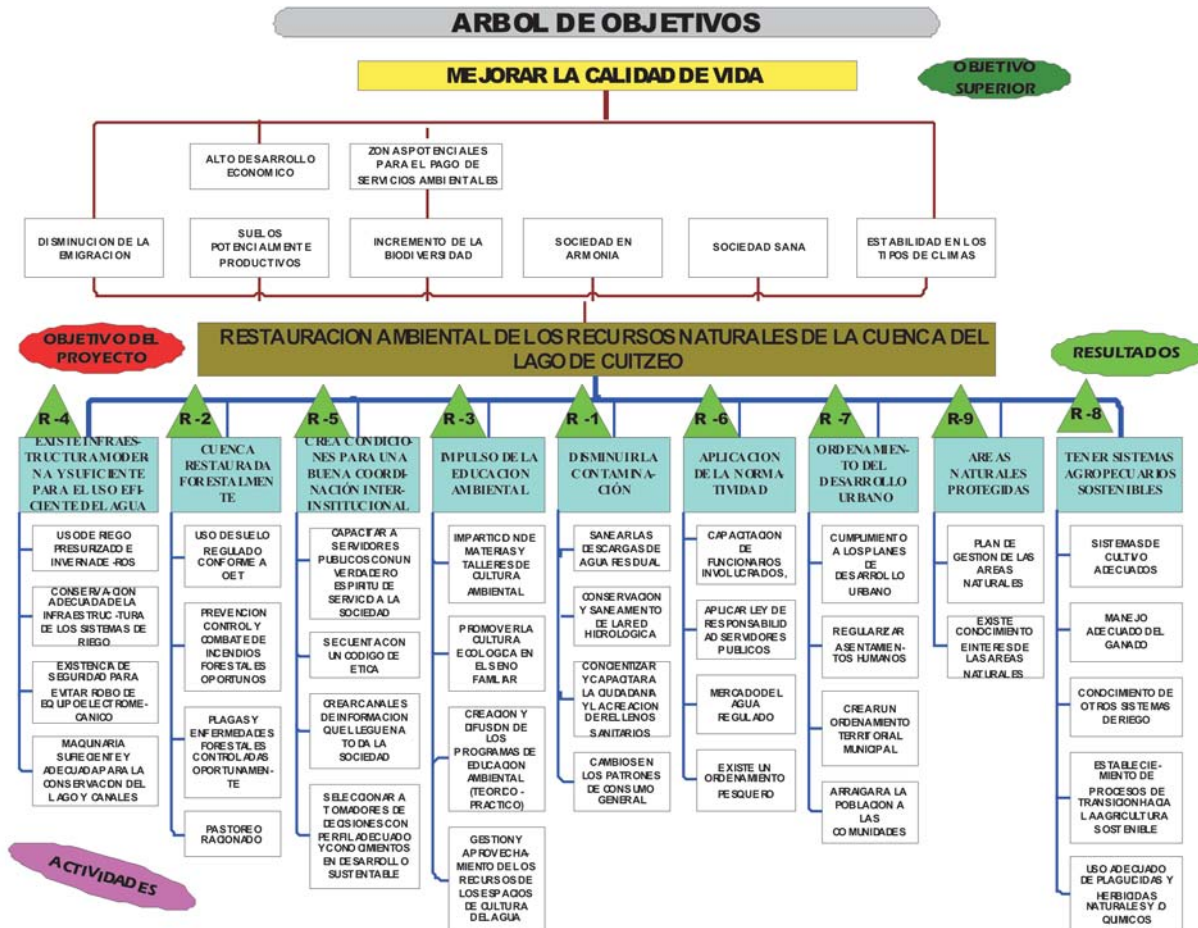 ARBOL DE OBJETIVOS
MEJORAR LA CALIDAD DE VIDA
OBJETIVO
SUPERIOR
ALTO DESARROLLO
ECONOMICO
ZONAS POTENCIALES
PARA EL PAGO DE
SERVICIOS AMBIENTALES
DISMINUCION DE LA
EMIGRACION
SUELOS
POTENCIALMENTE
PRODUCTIVOS
INCREMENTO DE LA
BIODIVERSIDAD
SOCIEDAD EN
ARMONIA
SOCIEDAD SANA
ESTABILIDAD EN LOS
TIPOS DE CLIMAS
OBJETIVO DEL
PROYECTO
RESTAURACION AMBIENTAL DE LOS RECURSOS NATURALES DE LA CUENCA DEL
LAGO DE CUITZEO
RESULTADOS
R -4
EXISTE INFRAES-
TRUCTURA MODER
NA Y SUFICIENTE
PARA EL USO EFI-
CIENTE DEL AGUA
USO DE RIEGO
PRESURIZADO E
INVERNADE -ROS
CONSERVA-CION
ADECUADA DE LA
INFRAESTRUC-TURA
DE LOS SISTEMAS DE
RIEGO
EXISTENCIA DE
SEGURIDAD PARA
EVITAR ROBO DE
EQUIPO ELECTROME-
CANICO
MAQUINARIA
SUFICIENTE Y
ADECUADA PARA LA
CONSERVACION DEL
LAGO Y CANALES
R -2
CUENCA
RESTAURADA
FORESTALMEN-
TE
USO DE SUELO
REGULADO
CONFORME A
OET
PREVENCION
CONTROL Y
COMBATE DE
INCENDIOS
FORESTALES
OPORTUNOS
PLAGAS Y
ENFERMEDADES
FORESTALES
CONTROLADAS
OPORTUNAMEN-
TE
PASTOREO
RACIONADO
R -5
CREA CONDICIO-
NES PARA UNA
BUENA COORDI-
NACIÓN INTER-
INSTITUCIONAL
CAPACITAR A
SERVIDORES
PUBLICOS CON UN
VERDADERO
ESPIRITU DE
SERVICIO A LA
SOCIEDAD
SE CUENTA CON
UN CODIGO DE
ETICA
CREAR CANALES
DE INFORMACION
QUE LLEGUEN A
TODA LA
SOCIEDAD
SELECCIONAR A
TOMADORES DE
DECISIONES CON
PERFIL ADECUADO
Y CONOCIMIENTOS
EN DESARROLLO
SUSTENTABLE
R -3
IMPULSO DE LA
EDUCACION
AMBIENTAL
IMPARTICION DE
MATERIAS Y
TALLERES DE
CULTURA
AMBIENTAL
PROMOVER LA
CULTURA
ECOLOGICA EN
EL SENO
FAMILIAR
CREACION Y
DIFUSION DE
LOS
PROGRAMAS DE
EDUCACION
AMBIENTAL
(TEORICO -
PRACTICO)
GESTION Y
APROVECHA-
MIENTO DE LOS
RECURSOS DE
LOS ESPACIOS
DE CULTURA
DEL AGUA
R -1
DISMINUIR LA
CONTAMINA-
CIÓN
SANEAR LAS
DESCARGAS DE
AGUA RESIDUAL
CONSERVACION
Y SANEAMIENTO
DE LA RED
HIDROLOGICA
CONCIENTIZAR
Y CAPACITAR A
LA CIUDADANIA
Y LA CREACION
DE RELLENOS
SANITARIOS
CAMBIOS EN
LOS PATRONES
DE CONSUMO
GENERAL
R -6
APLICACION
DE LA NORMA-
TIVIDAD
CAPACITACION
DE
FUNCIONARIOS
INVOLUCRADOS,
APLICAR LEY DE
RESPONSABILID
AD SERVIDORES
PUBLICOS
MERCADO DEL
AGUA
REGULADO
EXISTE UN
ORDENAMIENTO
PESQUERO
R -7
ORDENAMIEN-
TO DEL
DESARROLLO
URBANO
CUMPLIMIENTO
A LOS PLANES
DE
DESARROLLO
URBANO
REGULARIZAR
ASENTAMIEN-
TOS HUMANOS
CREAR UN
ORDENAMIENTO
TERRITORIAL
MUNICIPAL
ARRAIGAR A LA
POBLACION A
LAS
COMUNIDADES
R-9
AREAS
NATURALES
PROTEGIDAS
PLAN DE
GESTION DE LAS
AREAS
NATURALES
EXISTE
CONOCIMIENTO
E INTERES DE
LAS AREAS
NATURALES
R -8
TENER SISTEMAS
AGROPECUARIOS
SOSTENIBLES
SISTEMAS DE
CULTIVO
ADECUADOS
MANEJO
ADECUADO DEL
GANADO
CONOCIMIENTO DE
OTROS SISTEMAS
DE RIEGO
ESTABLECIE-
MIENTO DE
PROCESOS DE
TRANSICION HACIA
LA AGRICULTURA
SOSTENIBLE
USO ADECUADO
DE PLAGUCIDAS Y
HERBICIDAS
NATURALES Y /O
QUIMICOS
ACTIVIDADES